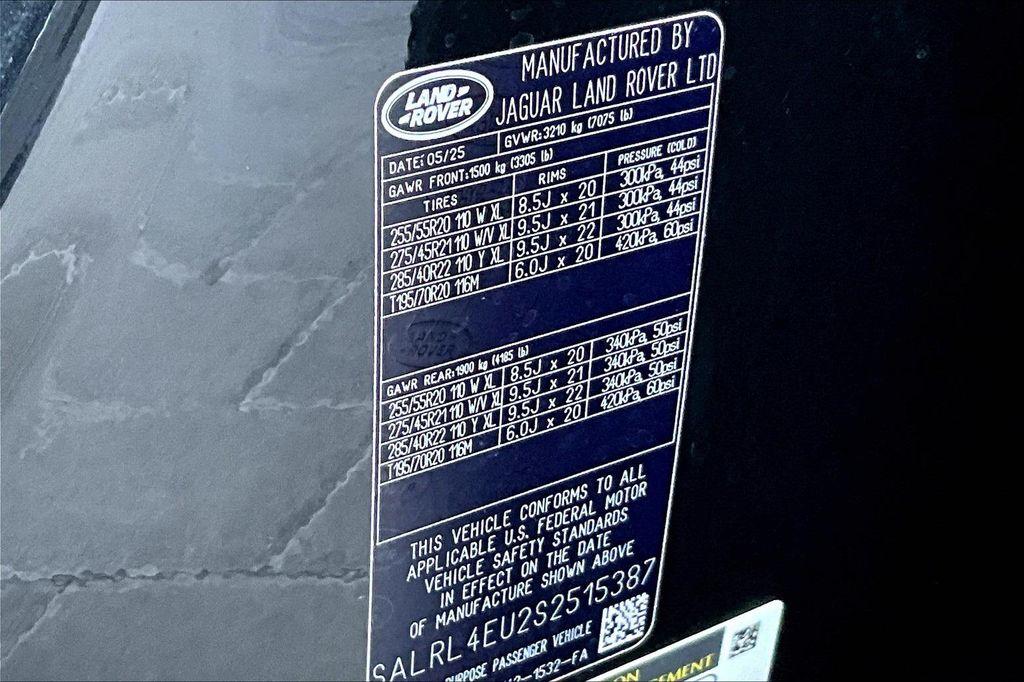 MANUFACTURED BY
JAGUAR LAND ROVER LTD
LAND
ROVER
DATE:05/25 GVWR:3210 kg (7075 lb)
GAWR FRONT:1500 kg (3305 lb)
TIRES RIMS PRESSURE (COLD)
255/55R20 110 W XL 8.5J x 20 300kPa, 44psi
275/45R21 110 W/V XL 9.5J x 21 300kPa, 44psi
285/40R22 110 Y XL 9.5J x 22 300kPa, 44psi
T195/70R20 116M 6.0J x 20 420kPa, 60psi
LAND
ROVER
GAWR REAR:1900 kg (4185 lb)
255/55R20 110 W XL 8.5J x 20 340kPa, 50psi
275/45R21 110 W/V XL 9.5J x 21 340kPa, 50psi
285/40R22 110 Y XL 9.5J x 22 340kPa, 50psi
T195/70R20 116M 6.0J x 20 420kPa, 60psi
THIS VEHICLE CONFORMS TO ALL
APPLICABLE U.S. FEDERAL MOTOR
VEHICLE SAFETY STANDARDS
IN EFFECT ON THE DATE
OF MANUFACTURE SHOWN ABOVE
SALRL4EU2S2515387
PURPOSE PASSENGER VEHICLE
-1532-FA